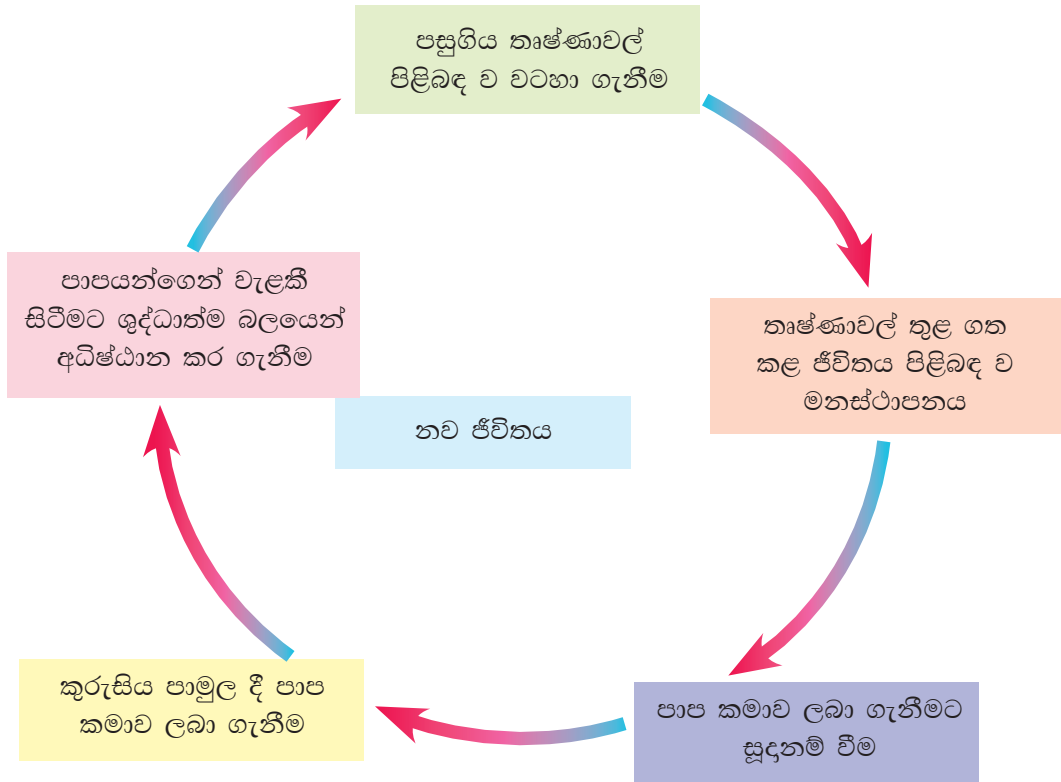 පසුගිය තෘෂ්ණාවල්
පිළිබඳ ව වටහා ගැනීම
තෘෂ්ණාවල් තුළ ගත
කළ ජීවිතය පිළිබඳ ව
මනස්ථාපනය
පාප කමාව ලබා ගැනීමට
සූදානම් වීම
කුරුසිය පාමුල දී පාප
කමාව ලබා ගැනීම
පාපයන්ගෙන් වැළකී
සිටීමට ශුද්ධාත්ම බලයෙන්
අධිෂ්ඨාන කර ගැනීම
නව ජීවිතය